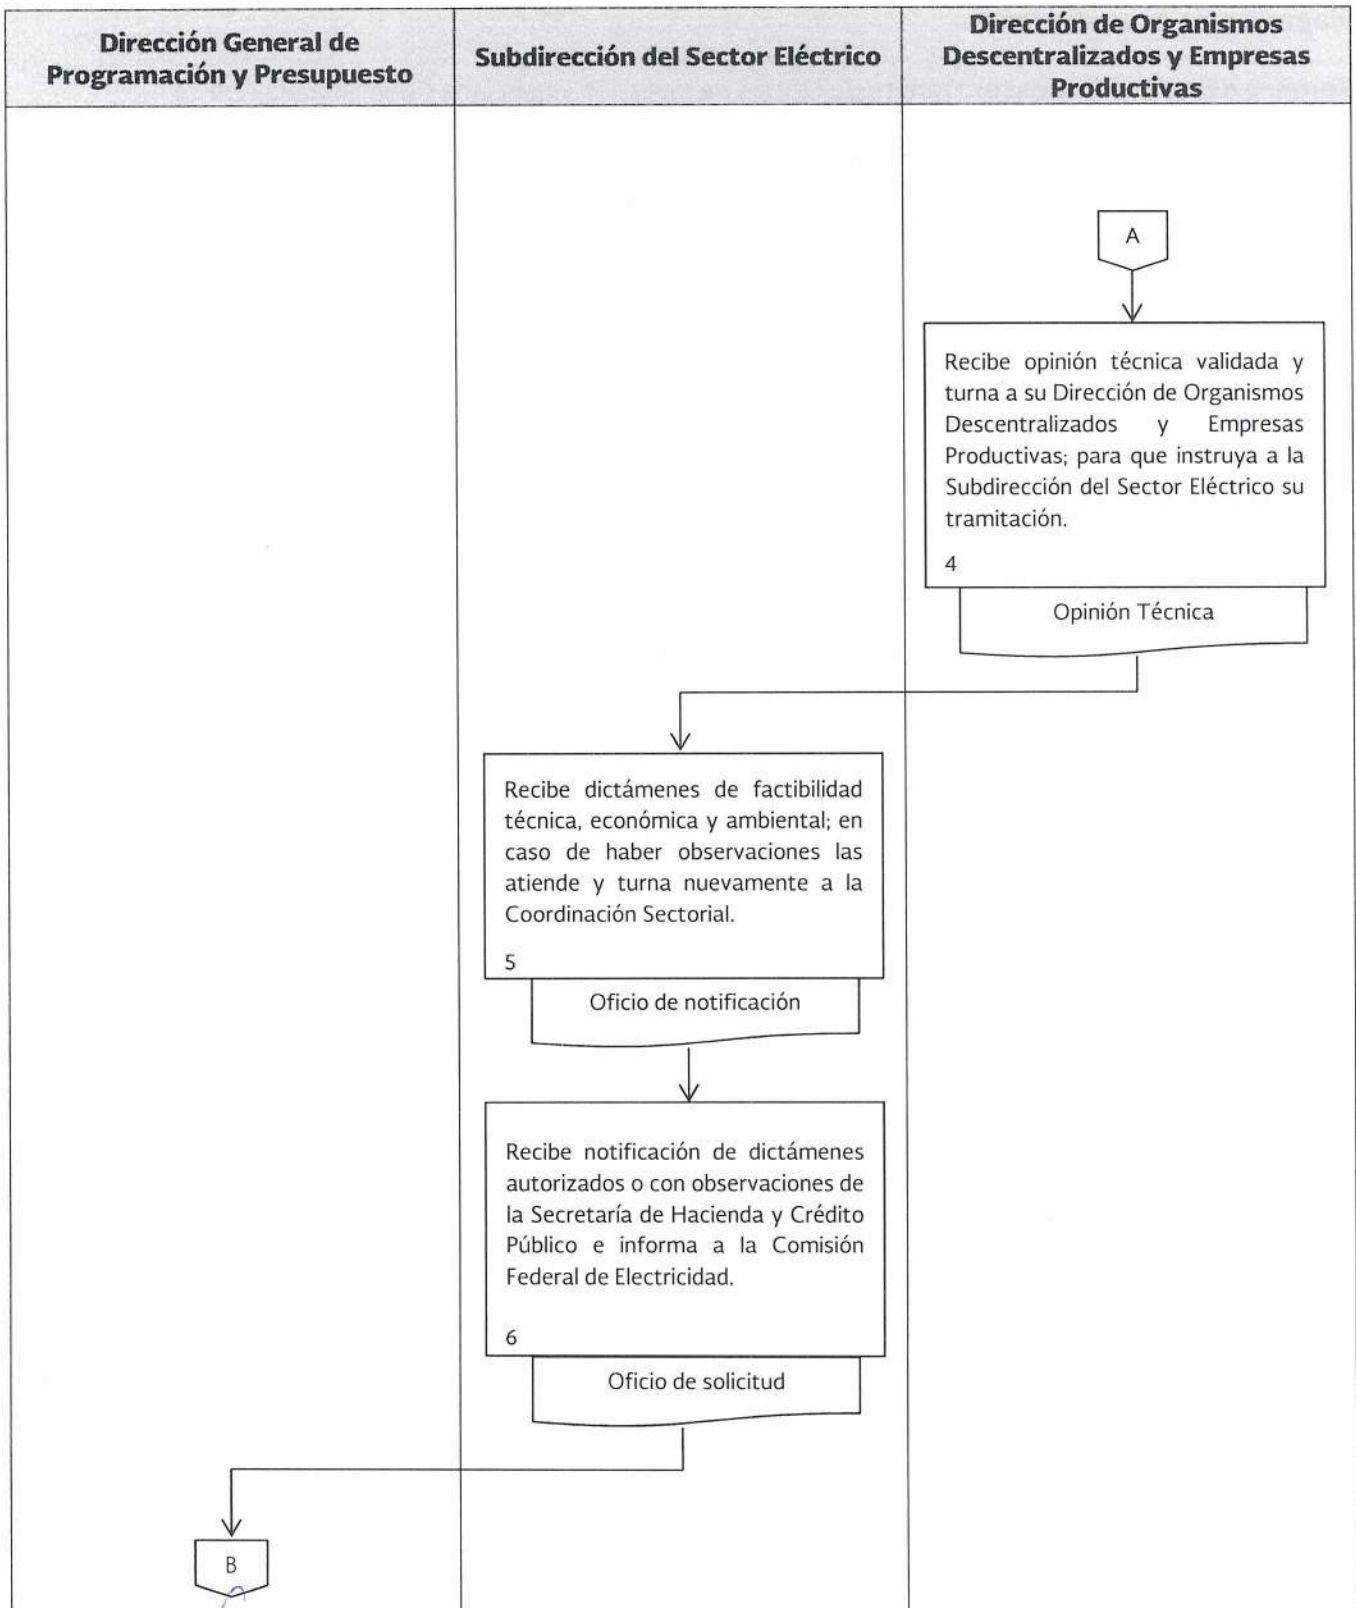 Dirección General de
Programación y Presupuesto
Subdirección del Sector Eléctrico
Dirección de Organismos
Descentralizados y Empresas
Productivas
A
Recibe opinión técnica validada y
turna a su Dirección de Organismos
Descentralizados y Empresas
Productivas; para que instruya a la
Subdirección del Sector Eléctrico su
tramitación.
4
Opinión Técnica
Recibe dictámenes de factibilidad
técnica, económica y ambiental; en
caso de haber observaciones las
atiende y turna nuevamente a la
Coordinación Sectorial.
5
Oficio de notificación
Recibe notificación de dictámenes
autorizados o con observaciones de
la Secretaría de Hacienda y Crédito
Público e informa a la Comisión
Federal de Electricidad.
6
Oficio de solicitud
B